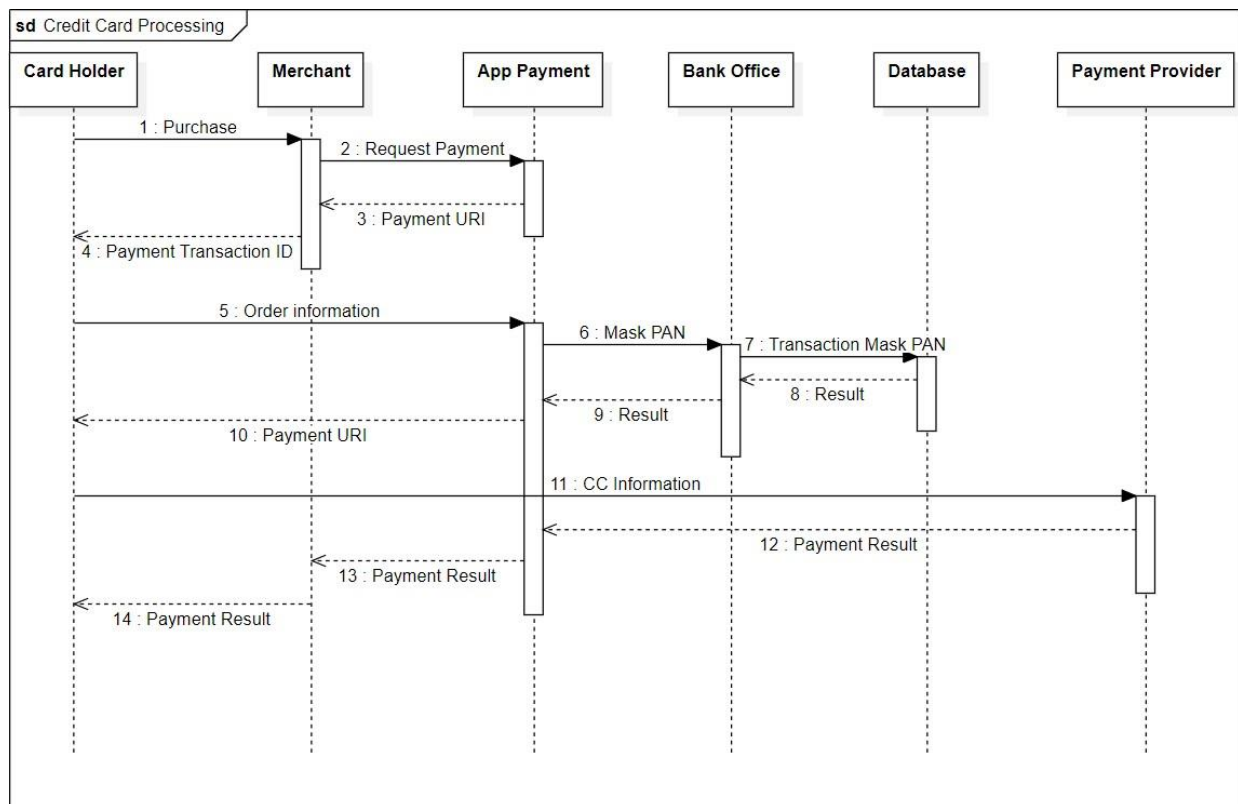 sd Credit Card Processing
Card Holder
Merchant
App Payment
Bank Office
Database
Payment Provider
1 : Purchase
2 : Request Payment
3 : Payment URI
4 : Payment Transaction ID
5 : Order information
6 : Mask PAN
7 : Transaction Mask PAN
8 : Result
9 : Result
10 : Payment URI
11 : CC Information
12 : Payment Result
13 : Payment Result
14 : Payment Result